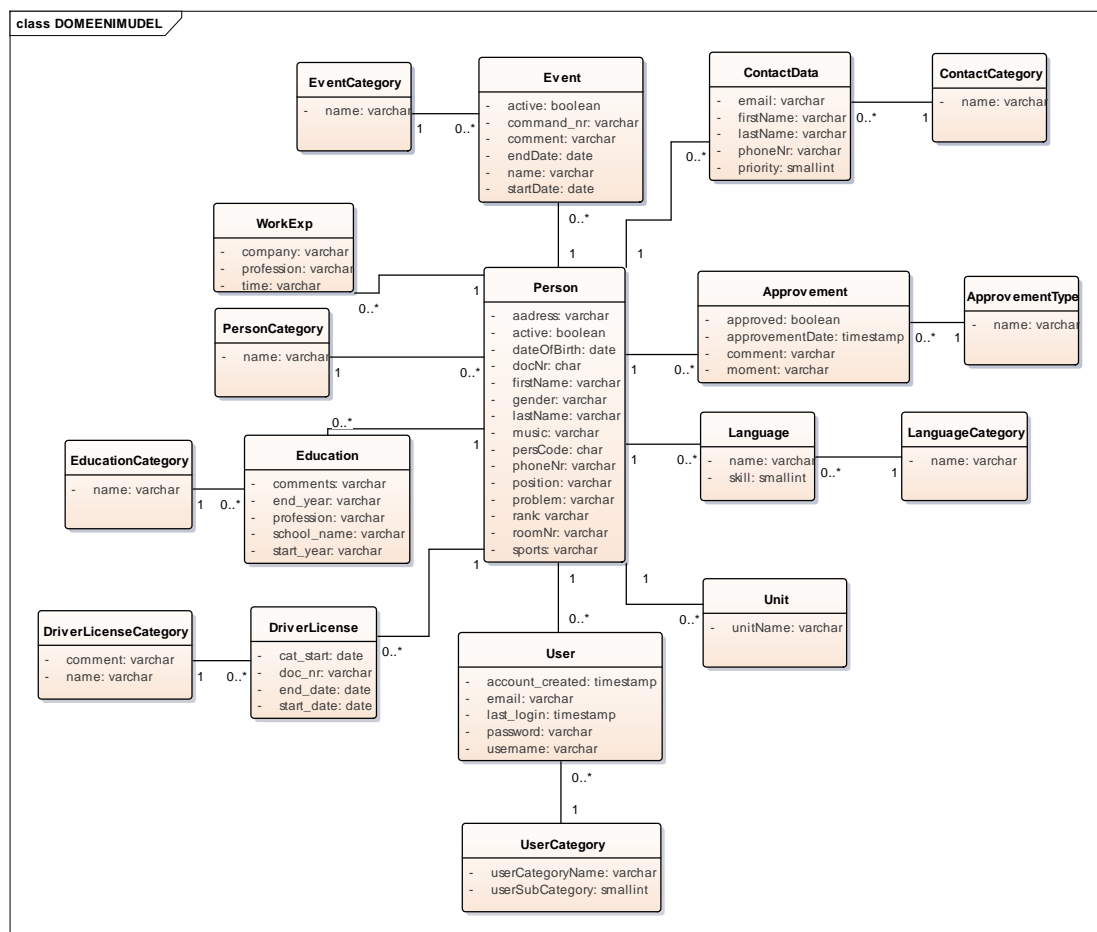 class DOMEENIMUDEL
EventCategory
- name: varchar
1
0..*
Event
- active: boolean
- command_nr: varchar
- comment: varchar
- endDate: date
- name: varchar
- startDate: date
0..*
1
ContactData
- email: varchar
- firstName: varchar
- lastName: varchar
- phoneNr: varchar
- priority: smallint
0..*
1
0..*
1
ContactCategory
- name: varchar
WorkExp
- company: varchar
- profession: varchar
- time: varchar
0..*
1
PersonCategory
- name: varchar
1
0..*
Person
- aadress: varchar
- active: boolean
- dateOfBirth: date
- docNr: char
- firstName: varchar
- gender: varchar
- lastName: varchar
- music: varchar
- persCode: char
- phoneNr: varchar
- position: varchar
- problem: varchar
- rank: varchar
- roomNr: varchar
- sports: varchar
Approvement
- approved: boolean
- approvementDate: timestamp
- comment: varchar
- moment: varchar
1
0..*
0..*
1
ApprovementType
- name: varchar
EducationCategory
- name: varchar
1
0..*
Education
- comments: varchar
- end_year: varchar
- profession: varchar
- school_name: varchar
- start_year: varchar
0..*
1
Language
- name: varchar
- skill: smallint
1
0..*
0..*
1
LanguageCategory
- name: varchar
DriverLicenseCategory
- comment: varchar
- name: varchar
1
0..*
DriverLicense
- cat_start: date
- doc_nr: varchar
- end_date: date
- start_date: date
0..*
1
Unit
- unitName: varchar
1
0..*
1
0..*
User
- account_created: timestamp
- email: varchar
- last_login: timestamp
- password: varchar
- username: varchar
0..*
1
UserCategory
- userCategoryName: varchar
- userSubCategory: smallint